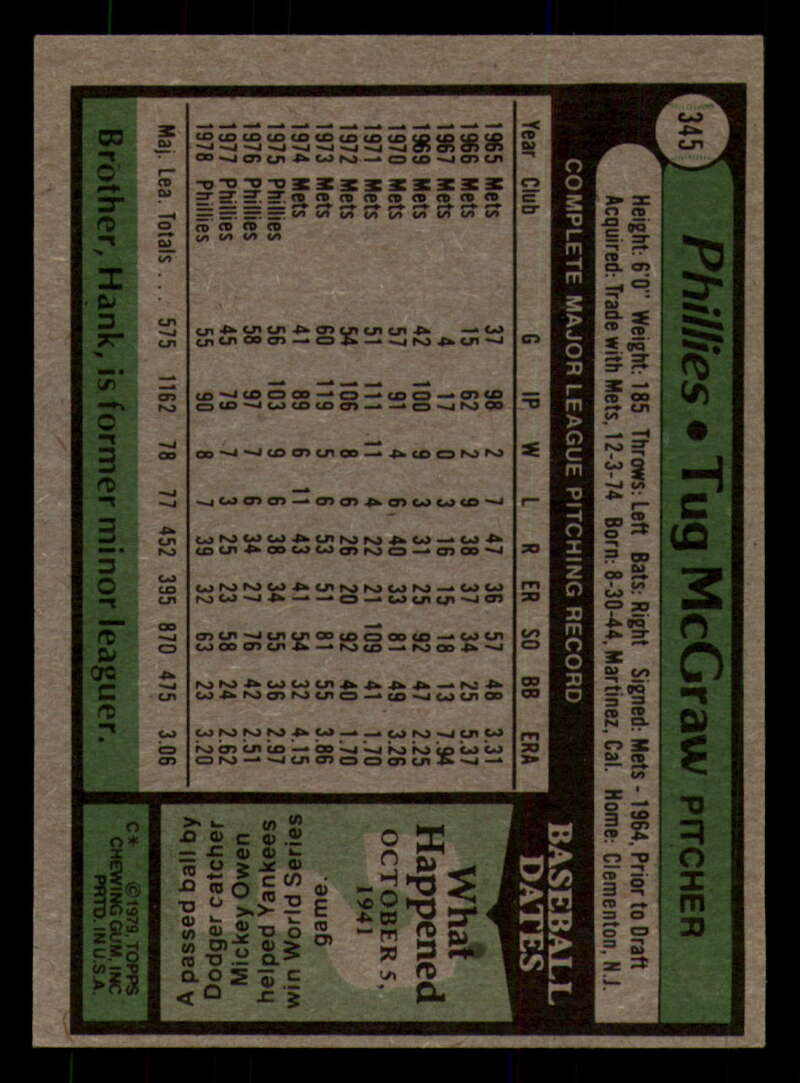 345
Phillies • Tug McGraw PITCHER
Height: 6'0" Weight: 185 Throws: Left Bats: Right Signed: Mets - 1964, Prior to Draft
Acquired: Trade with Mets, 12-3-74 Born: 8-30-44, Martinez, Cal. Home: Clementon, N.J.
COMPLETE MAJOR LEAGUE PITCHING RECORD
Year Club G IP W L R ER SO BB ERA
1965 Mets 37 98 2 7 47 36 57 48 3.31
1966 Mets 15 62 2 9 38 37 34 25 5.37
1967 Mets 4 17 0 3 16 15 18 13 7.94
1969 Mets 42 100 9 3 31 25 92 47 2.25
1970 Mets 57 91 4 6 40 33 81 49 3.26
1971 Mets 51 111 11 4 22 21 109 41 1.70
1972 Mets 54 106 8 6 26 20 92 40 1.70
1973 Mets 60 119 5 6 53 51 81 55 3.86
1974 Mets 41 89 6 11 43 41 54 32 4.15
1975 Phillies 56 103 9 6 38 34 55 36 2.97
1976 Phillies 58 97 7 6 34 27 76 42 2.51
1977 Phillies 45 79 7 3 25 23 58 24 2.62
1978 Phillies 55 90 8 7 39 32 63 23 3.20
Maj. Lea. Totals . . . 575 1162 78 77 452 395 870 475 3.06
Brother, Hank, is former minor leaguer.
BASEBALL
DATES
What
Happened
OCTOBER 5,
1941
A passed ball by
Dodger catcher
Mickey Owen
helped Yankees
win World Series
game.
C* ©1979 TOPPS
CHEWING GUM, INC
PRTD. IN U.S.A.